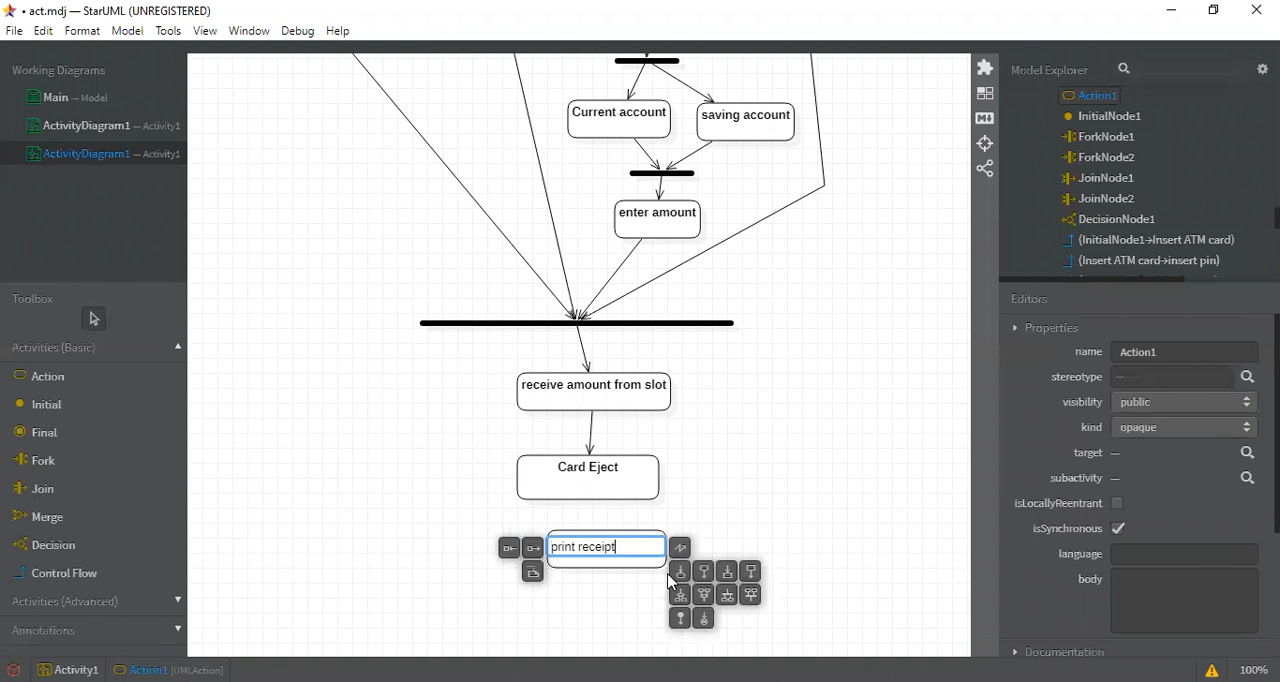 • act.mdj — StarUML (UNREGISTERED)
File Edit Format Model Tools View Window Debug Help
Working Diagrams
Main — Model
ActivityDiagram1 — Activity1
ActivityDiagram1 — Activity1
Toolbox
Activities (Basic)
Action
Initial
Final
Fork
Join
Merge
Decision
Control Flow
Activities (Advanced)
Annotations
Current account
saving account
enter amount
receive amount from slot
Card Eject
print receipt
Model Explorer
Action1
InitialNode1
ForkNode1
ForkNode2
JoinNode1
JoinNode2
DecisionNode1
(InitialNode1→Insert ATM card)
(Insert ATM card→insert pin)
Editors
Properties
name Action1
stereotype —
visibility public
kind opaque
target —
subactivity —
isLocallyReentrant
isSynchronous
language
body
Documentation
Activity1 Action1 [UMLAction] 100%